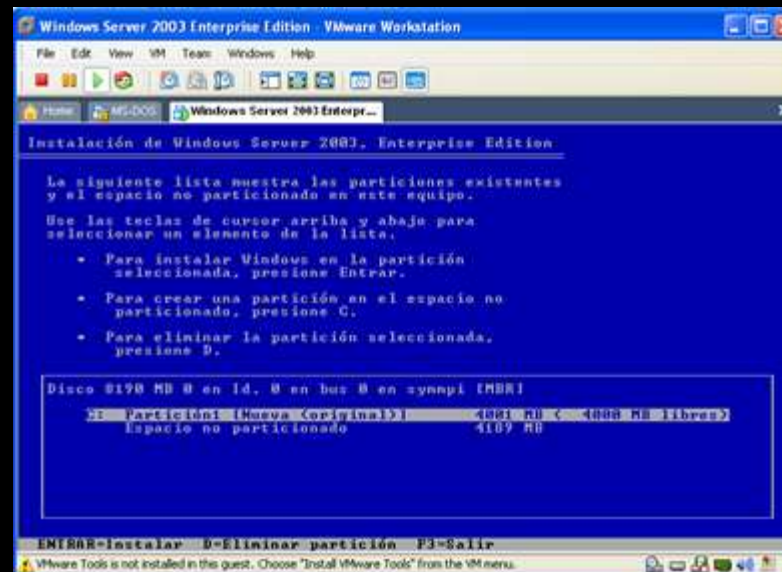 Windows Server 2003 Enterprise Edition - VMware Workstation
File Edit View VM Team Windows Help
Home MS-DOS Windows Server 2003 Enterpr...
Instalación de Windows Server 2003, Enterprise Edition
La siguiente lista muestra las particiones existentes
y el espacio no particionado en este equipo.
Use las teclas de cursor arriba y abajo para
seleccionar un elemento de la lista.
• Para instalar Windows en la partición
seleccionada, presione Entrar.
• Para crear una partición en el espacio no
particionado, presione C.
• Para eliminar la partición seleccionada,
presione D.
Disco 8190 MB 0 en Id. 0 en bus 0 en symmpi [MBR]
C: Partición1 [Nueva (original)] 4001 MB ( 4000 MB libres)
Espacio no particionado 4189 MB
ENTRAR=Instalar D=Eliminar partición F3=Salir
VMware Tools is not installed in this guest. Choose "Install VMware Tools" from the VM menu.